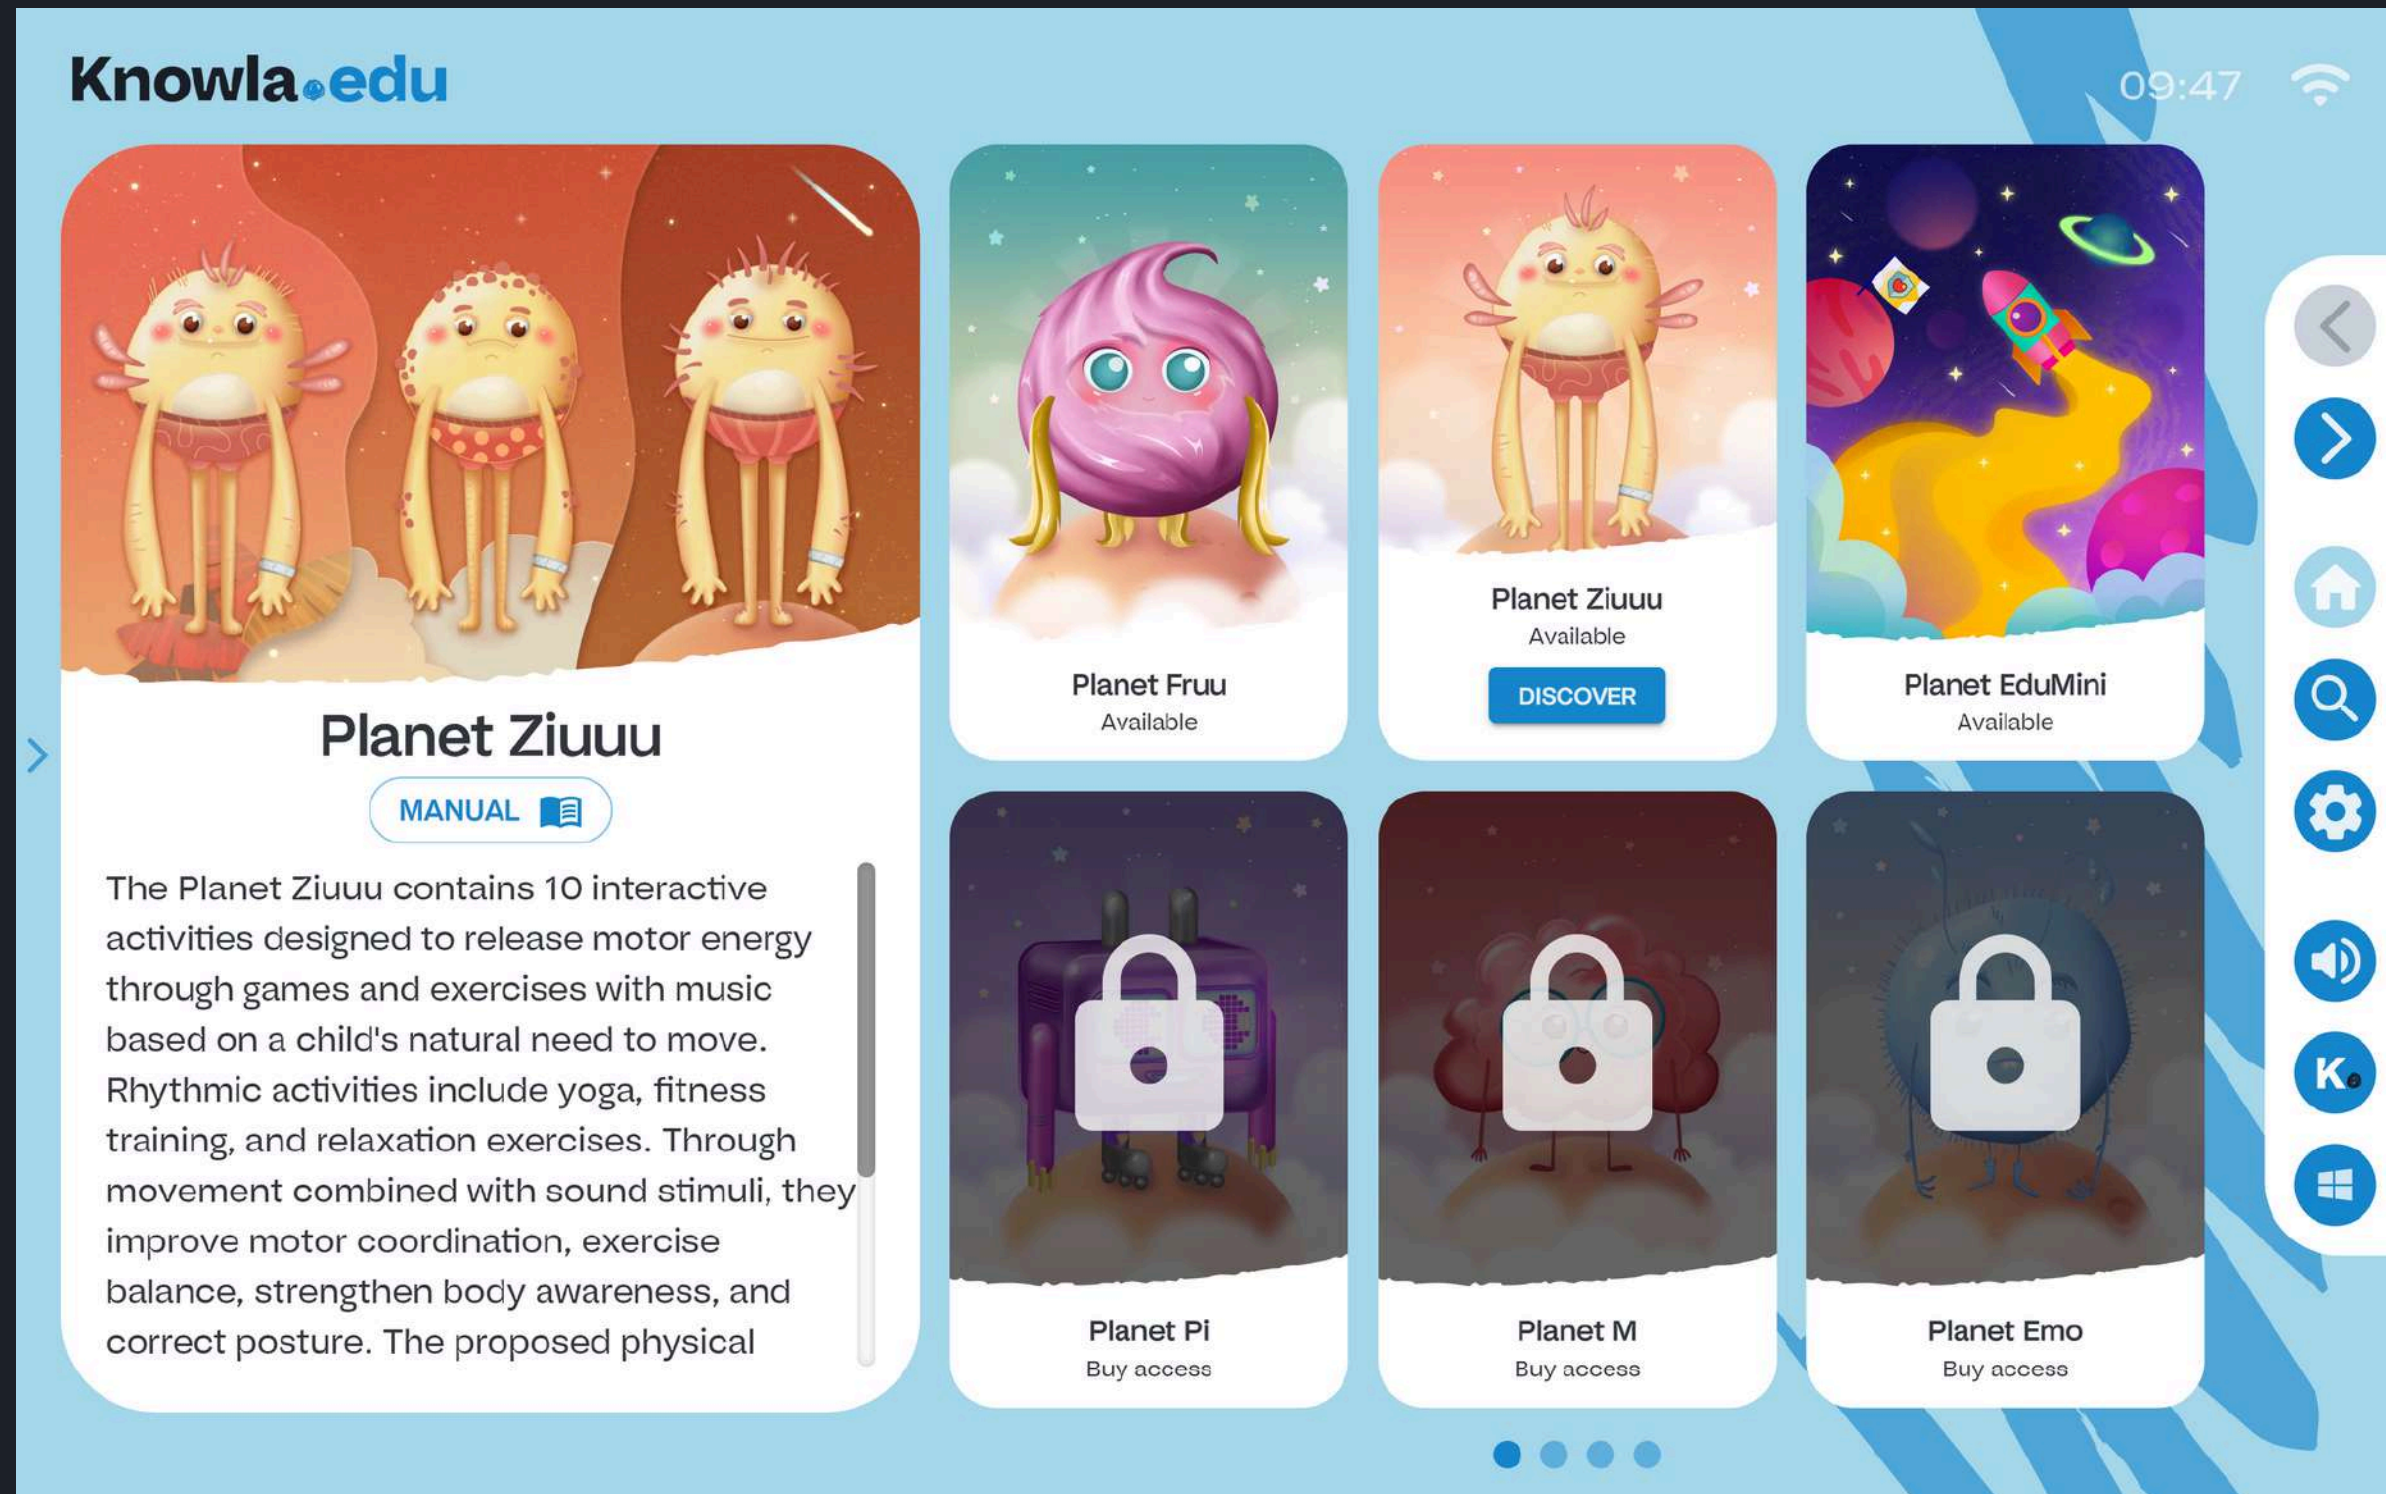 Knowla.edu
09:47
Planet Ziuuu
MANUAL
The Planet Ziuuu contains 10 interactive
activities designed to release motor energy
through games and exercises with music
based on a child's natural need to move.
Rhythmic activities include yoga, fitness
training, and relaxation exercises. Through
movement combined with sound stimuli, they
improve motor coordination, exercise
balance, strengthen body awareness, and
correct posture. The proposed physical
Planet Fruu
Available
Planet Ziuuu
Available
DISCOVER
Planet EduMini
Available
Planet Pi
Buy access
Planet M
Buy access
Planet Emo
Buy access
K.